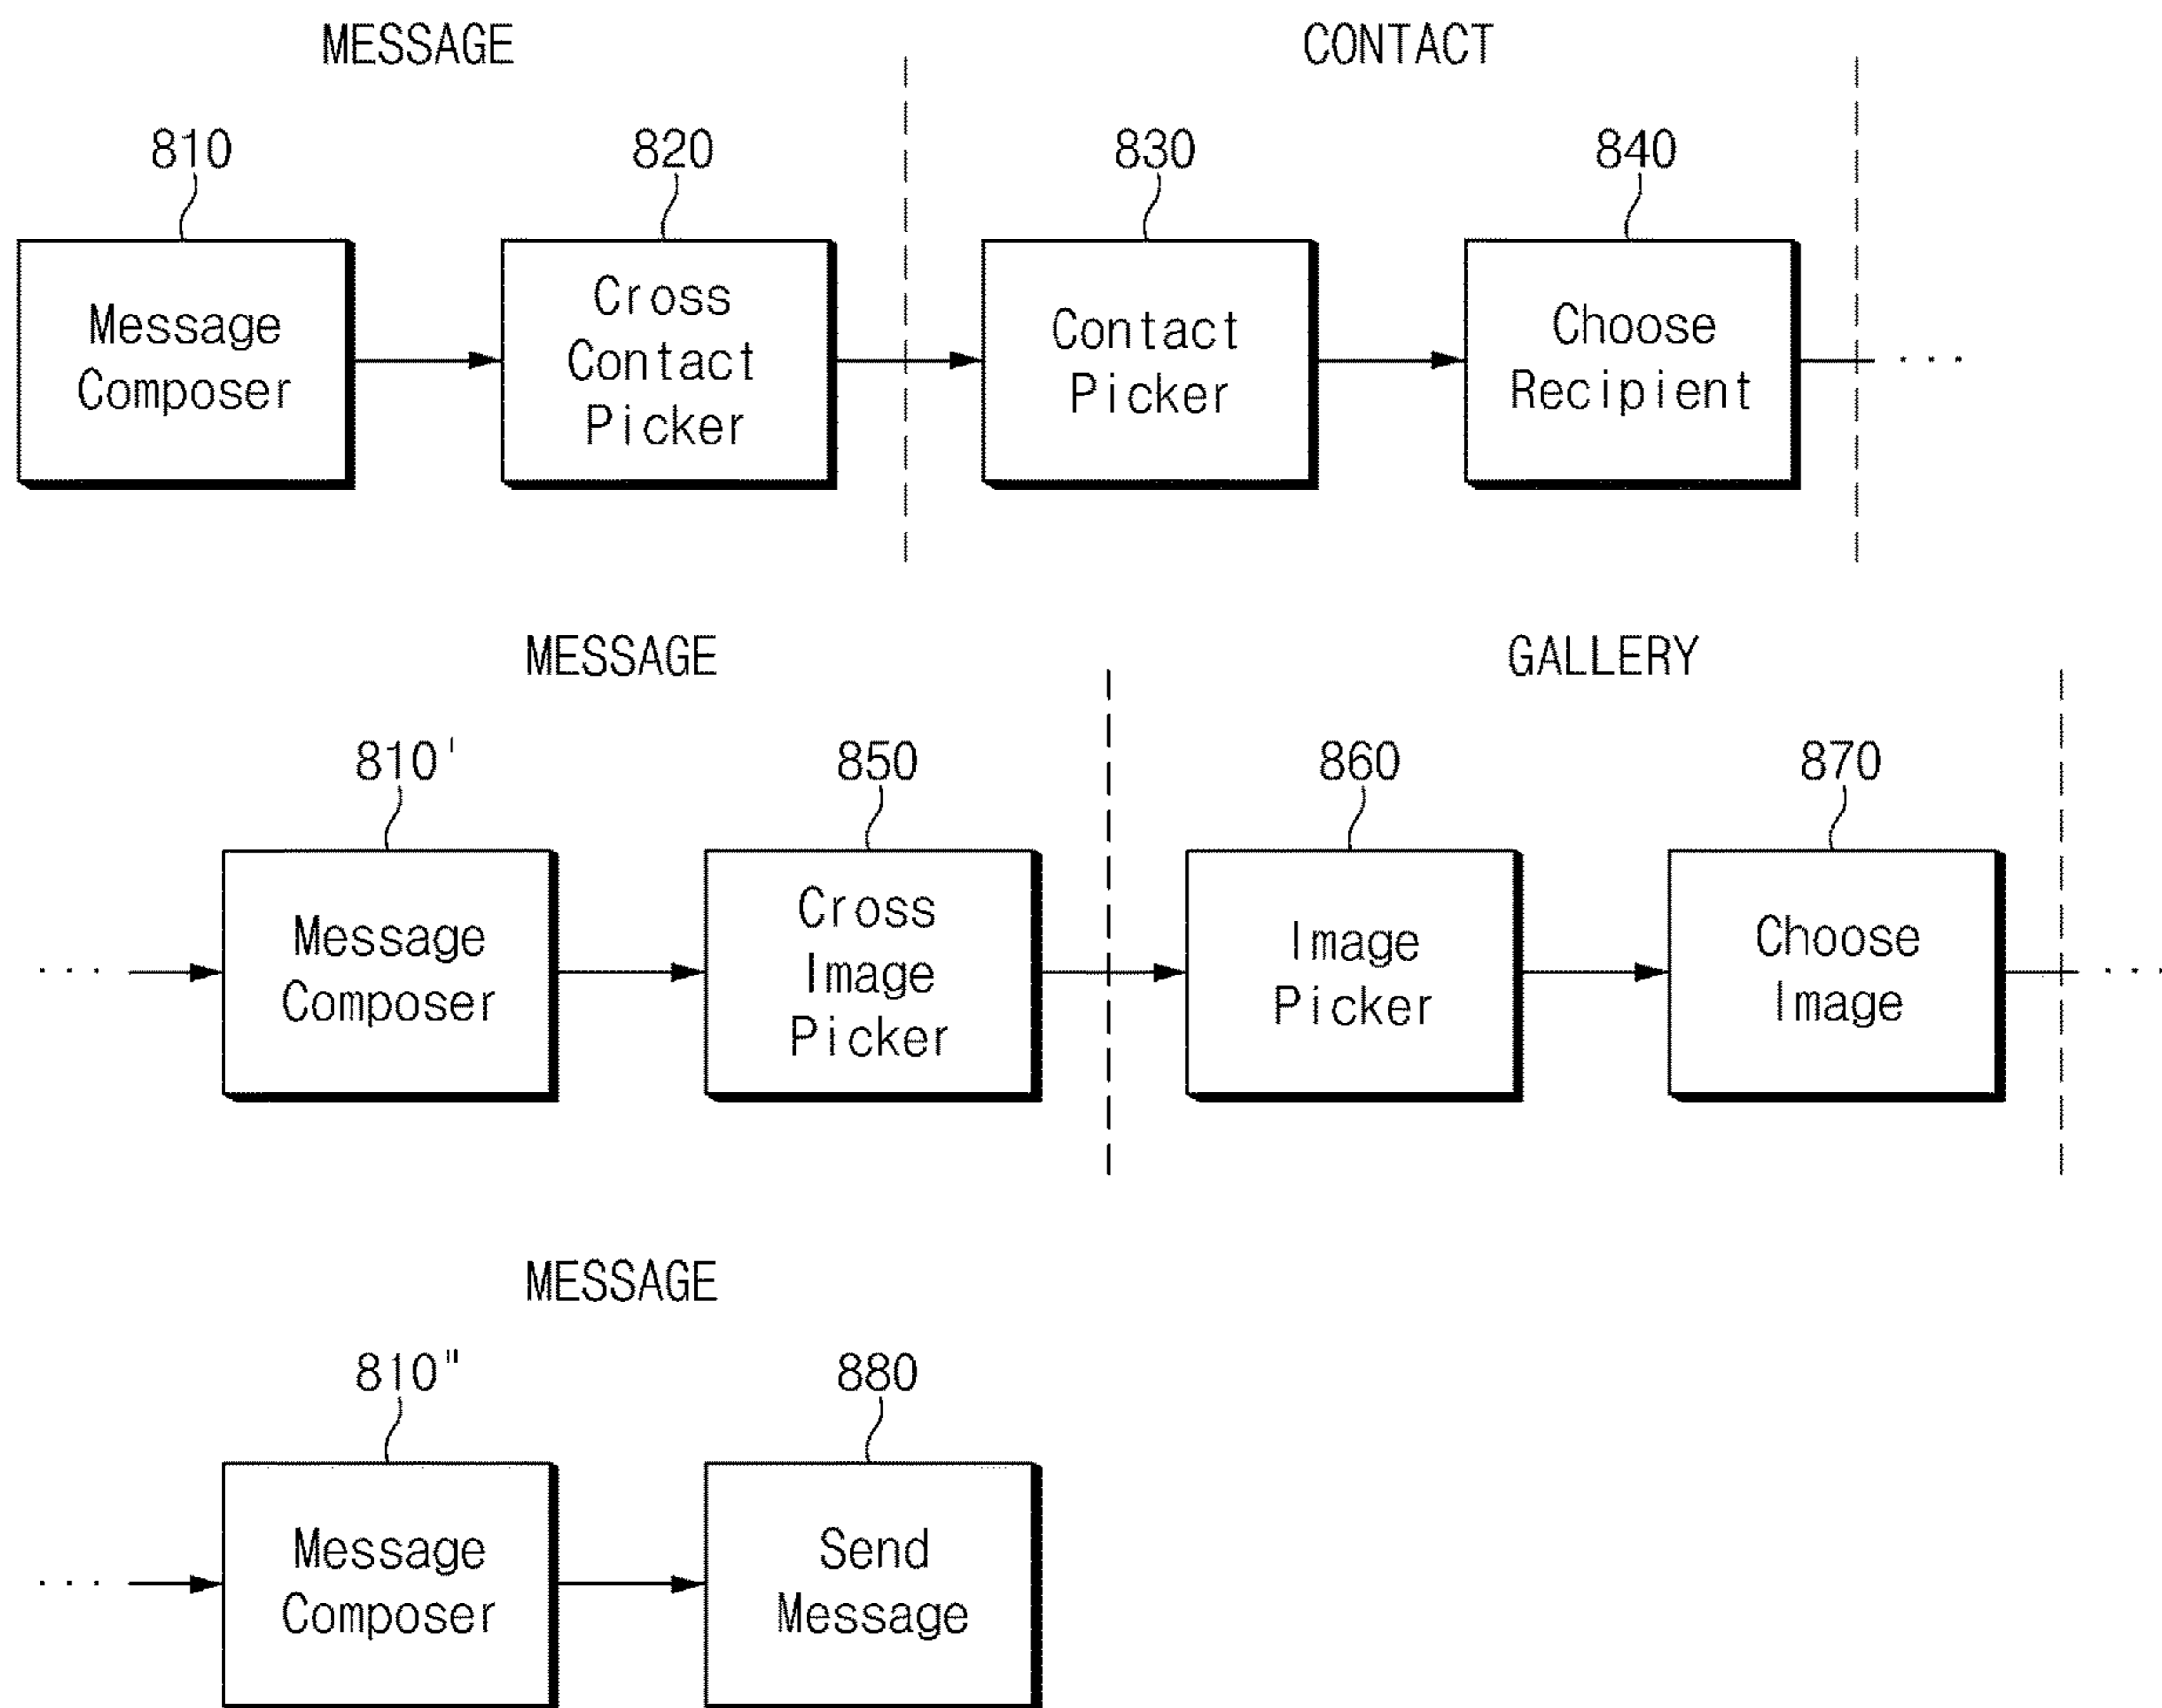 MESSAGE CONTACT
810 820 830 840
Message
Composer
Cross
Contact
Picker
Contact
Picker
Choose
Recipient
...
MESSAGE GALLERY
810' 850 860 870
...
Message
Composer
Cross
Image
Picker
Image
Picker
Choose
Image
...
MESSAGE
810" 880
...
Message
Composer
Send
Message